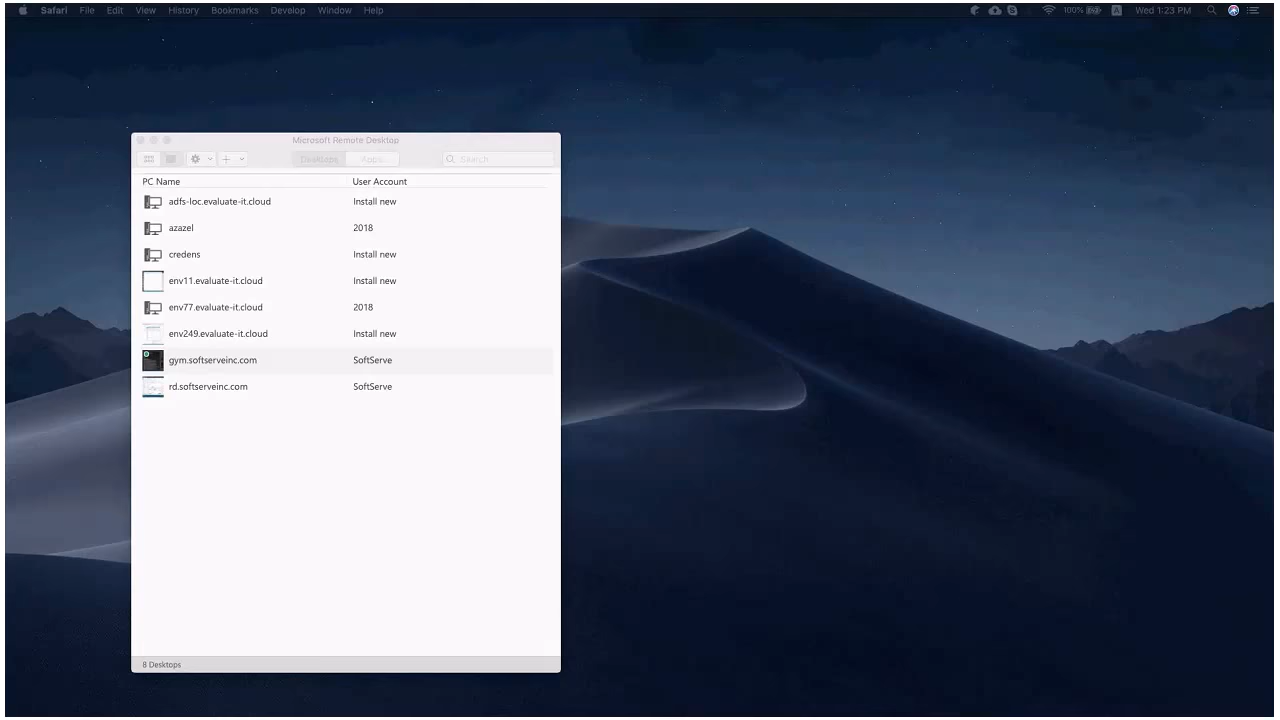 Safari File Edit View History Bookmarks Develop Window Help 100% A Wed 1:23 PM
Microsoft Remote Desktop
Desktops Apps Search
PC Name User Account
adfs-loc.evaluate-it.cloud Install new
azazel 2018
credens Install new
env11.evaluate-it.cloud Install new
env77.evaluate-it.cloud 2018
env249.evaluate-it.cloud Install new
gym.softserveinc.com SoftServe
rd.softserveinc.com SoftServe
8 Desktops